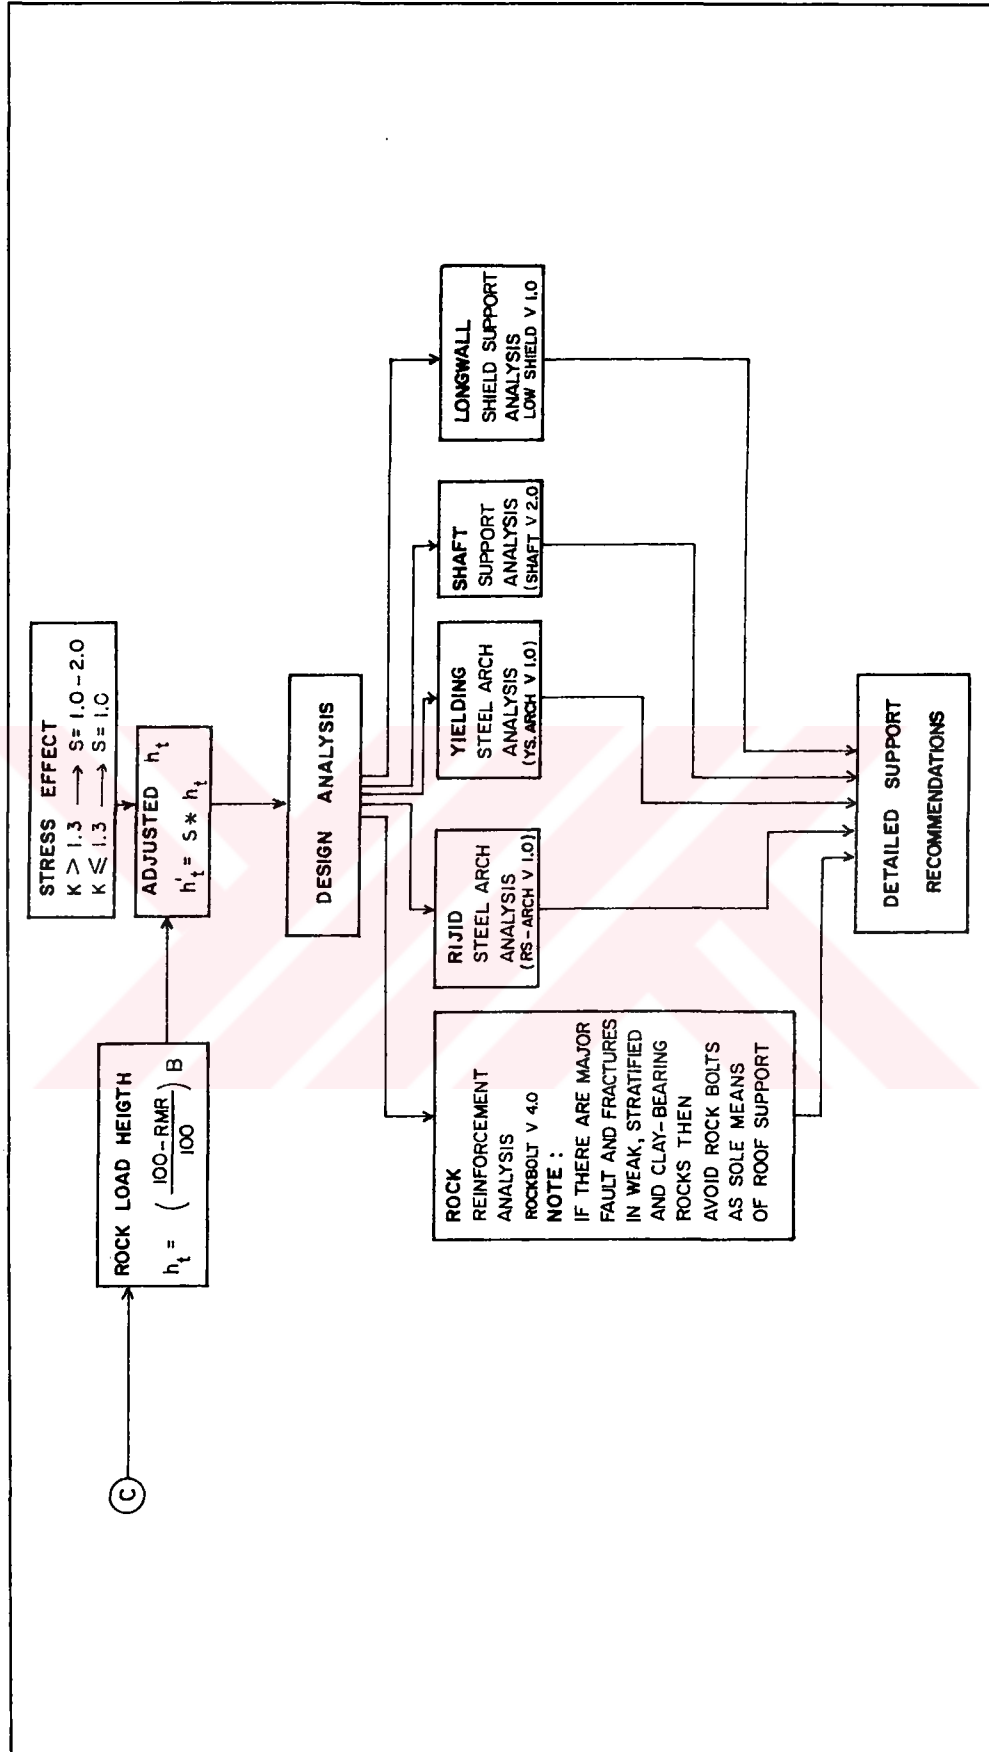 C
ROCK LOAD HEIGTH
h_t = ( 100-RMR / 100 ) B
STRESS EFFECT
K > 1.3 → S = 1.0 - 2.0
K ≤ 1.3 → S = 1.0
ADJUSTED h_t
h'_t = S * h_t
DESIGN ANALYSIS
ROCK
REINFORCEMENT
ANALYSIS
ROCKBOLT V 4.0
NOTE :
IF THERE ARE MAJOR
FAULT AND FRACTURES
IN WEAK, STRATIFIED
AND CLAY-BEARING
ROCKS THEN
AVOID ROCK BOLTS
AS SOLE MEANS
OF ROOF SUPPORT
RIJID
STEEL ARCH
ANALYSIS
(RS-ARCH V 1.0)
YIELDING
STEEL ARCH
ANALYSIS
(YS. ARCH V 1.0)
SHAFT
SUPPORT
ANALYSIS
(SHAFT V 2.0)
LONGWALL
SHIELD SUPPORT
ANALYSIS
LOW SHIELD V 1.0
DETAILED SUPPORT
RECOMMENDATIONS